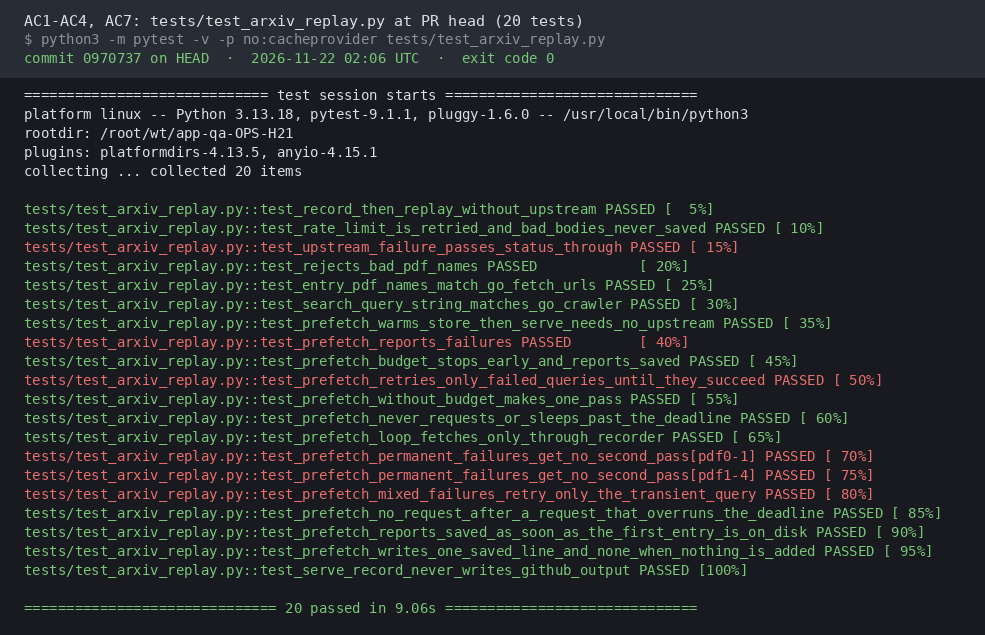 AC1-AC4, AC7: tests/test_arxiv_replay.py at PR head (20 tests)
$ python3 -m pytest -v -p no:cacheprovider tests/test_arxiv_replay.py
commit 0970737 on HEAD  ·  2026-11-22 02:06 UTC  ·  exit code 0
============================= test session starts ==============================
platform linux -- Python 3.13.18, pytest-9.1.1, pluggy-1.6.0 -- /usr/local/bin/python3
rootdir: /root/wt/app-qa-OPS-H21
plugins: platformdirs-4.13.5, anyio-4.15.1
collecting ... collected 20 items
tests/test_arxiv_replay.py::test_record_then_replay_without_upstream PASSED [  5%]
tests/test_arxiv_replay.py::test_rate_limit_is_retried_and_bad_bodies_never_saved PASSED [ 10%]
tests/test_arxiv_replay.py::test_upstream_failure_passes_status_through PASSED [ 15%]
tests/test_arxiv_replay.py::test_rejects_bad_pdf_names PASSED            [ 20%]
tests/test_arxiv_replay.py::test_entry_pdf_names_match_go_fetch_urls PASSED [ 25%]
tests/test_arxiv_replay.py::test_search_query_string_matches_go_crawler PASSED [ 30%]
tests/test_arxiv_replay.py::test_prefetch_warms_store_then_serve_needs_no_upstream PASSED [ 35%]
tests/test_arxiv_replay.py::test_prefetch_reports_failures PASSED        [ 40%]
tests/test_arxiv_replay.py::test_prefetch_budget_stops_early_and_reports_saved PASSED [ 45%]
tests/test_arxiv_replay.py::test_prefetch_retries_only_failed_queries_until_they_succeed PASSED [ 50%]
tests/test_arxiv_replay.py::test_prefetch_without_budget_makes_one_pass PASSED [ 55%]
tests/test_arxiv_replay.py::test_prefetch_never_requests_or_sleeps_past_the_deadline PASSED [ 60%]
tests/test_arxiv_replay.py::test_prefetch_loop_fetches_only_through_recorder PASSED [ 65%]
tests/test_arxiv_replay.py::test_prefetch_permanent_failures_get_no_second_pass[pdf0-1] PASSED [ 70%]
tests/test_arxiv_replay.py::test_prefetch_permanent_failures_get_no_second_pass[pdf1-4] PASSED [ 75%]
tests/test_arxiv_replay.py::test_prefetch_mixed_failures_retry_only_the_transient_query PASSED [ 80%]
tests/test_arxiv_replay.py::test_prefetch_no_request_after_a_request_that_overruns_the_deadline PASSED [ 85%]
tests/test_arxiv_replay.py::test_prefetch_reports_saved_as_soon_as_the_first_entry_is_on_disk PASSED [ 90%]
tests/test_arxiv_replay.py::test_prefetch_writes_one_saved_line_and_none_when_nothing_is_added PASSED [ 95%]
tests/test_arxiv_replay.py::test_serve_record_never_writes_github_output PASSED [100%]
============================== 20 passed in 9.06s ==============================